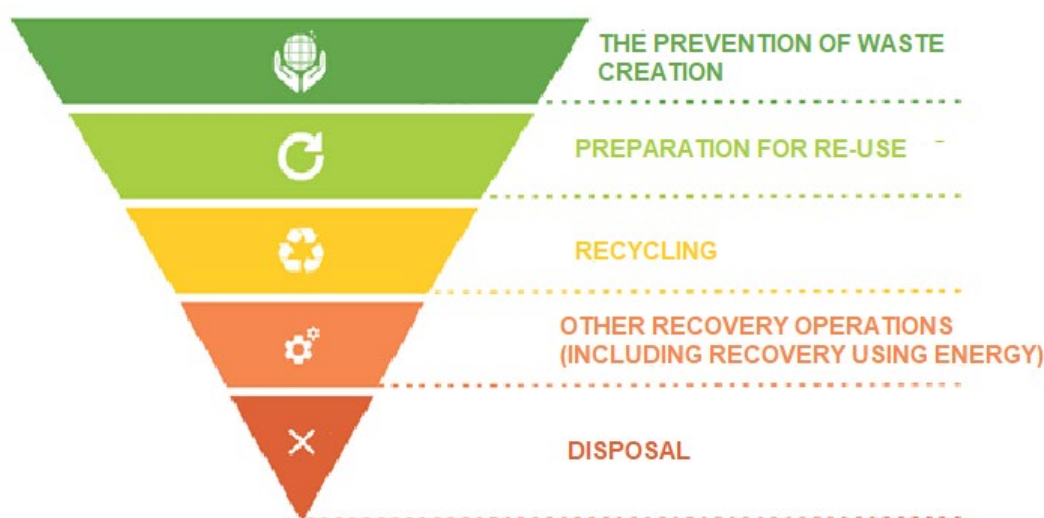 THE PREVENTION OF WASTE
CREATION
PREPARATION FOR RE-USE
RECYCLING
OTHER RECOVERY OPERATIONS
(INCLUDING RECOVERY USING ENERGY)
DISPOSAL